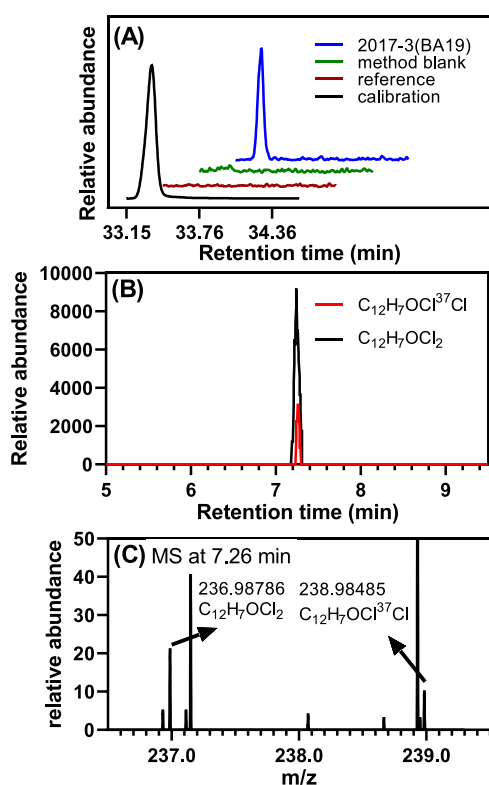 (A)
2017-3(BA19)
method blank
reference
calibration
Relative abundance
33.15
33.76
34.36
Retention time (min)
(B)
10000
8000
6000
4000
2000
0
C₁₂H₇OCl³⁷Cl
C₁₂H₇OCl₂
Relative abundance
5
6
7
8
9
Retention time (min)
(C) MS at 7.26 min
50
40
30
20
10
0
236.98786
C₁₂H₇OCl₂
238.98485
C₁₂H₇OCl³⁷Cl
relative abundance
237.0
238.0
239.0
m/z